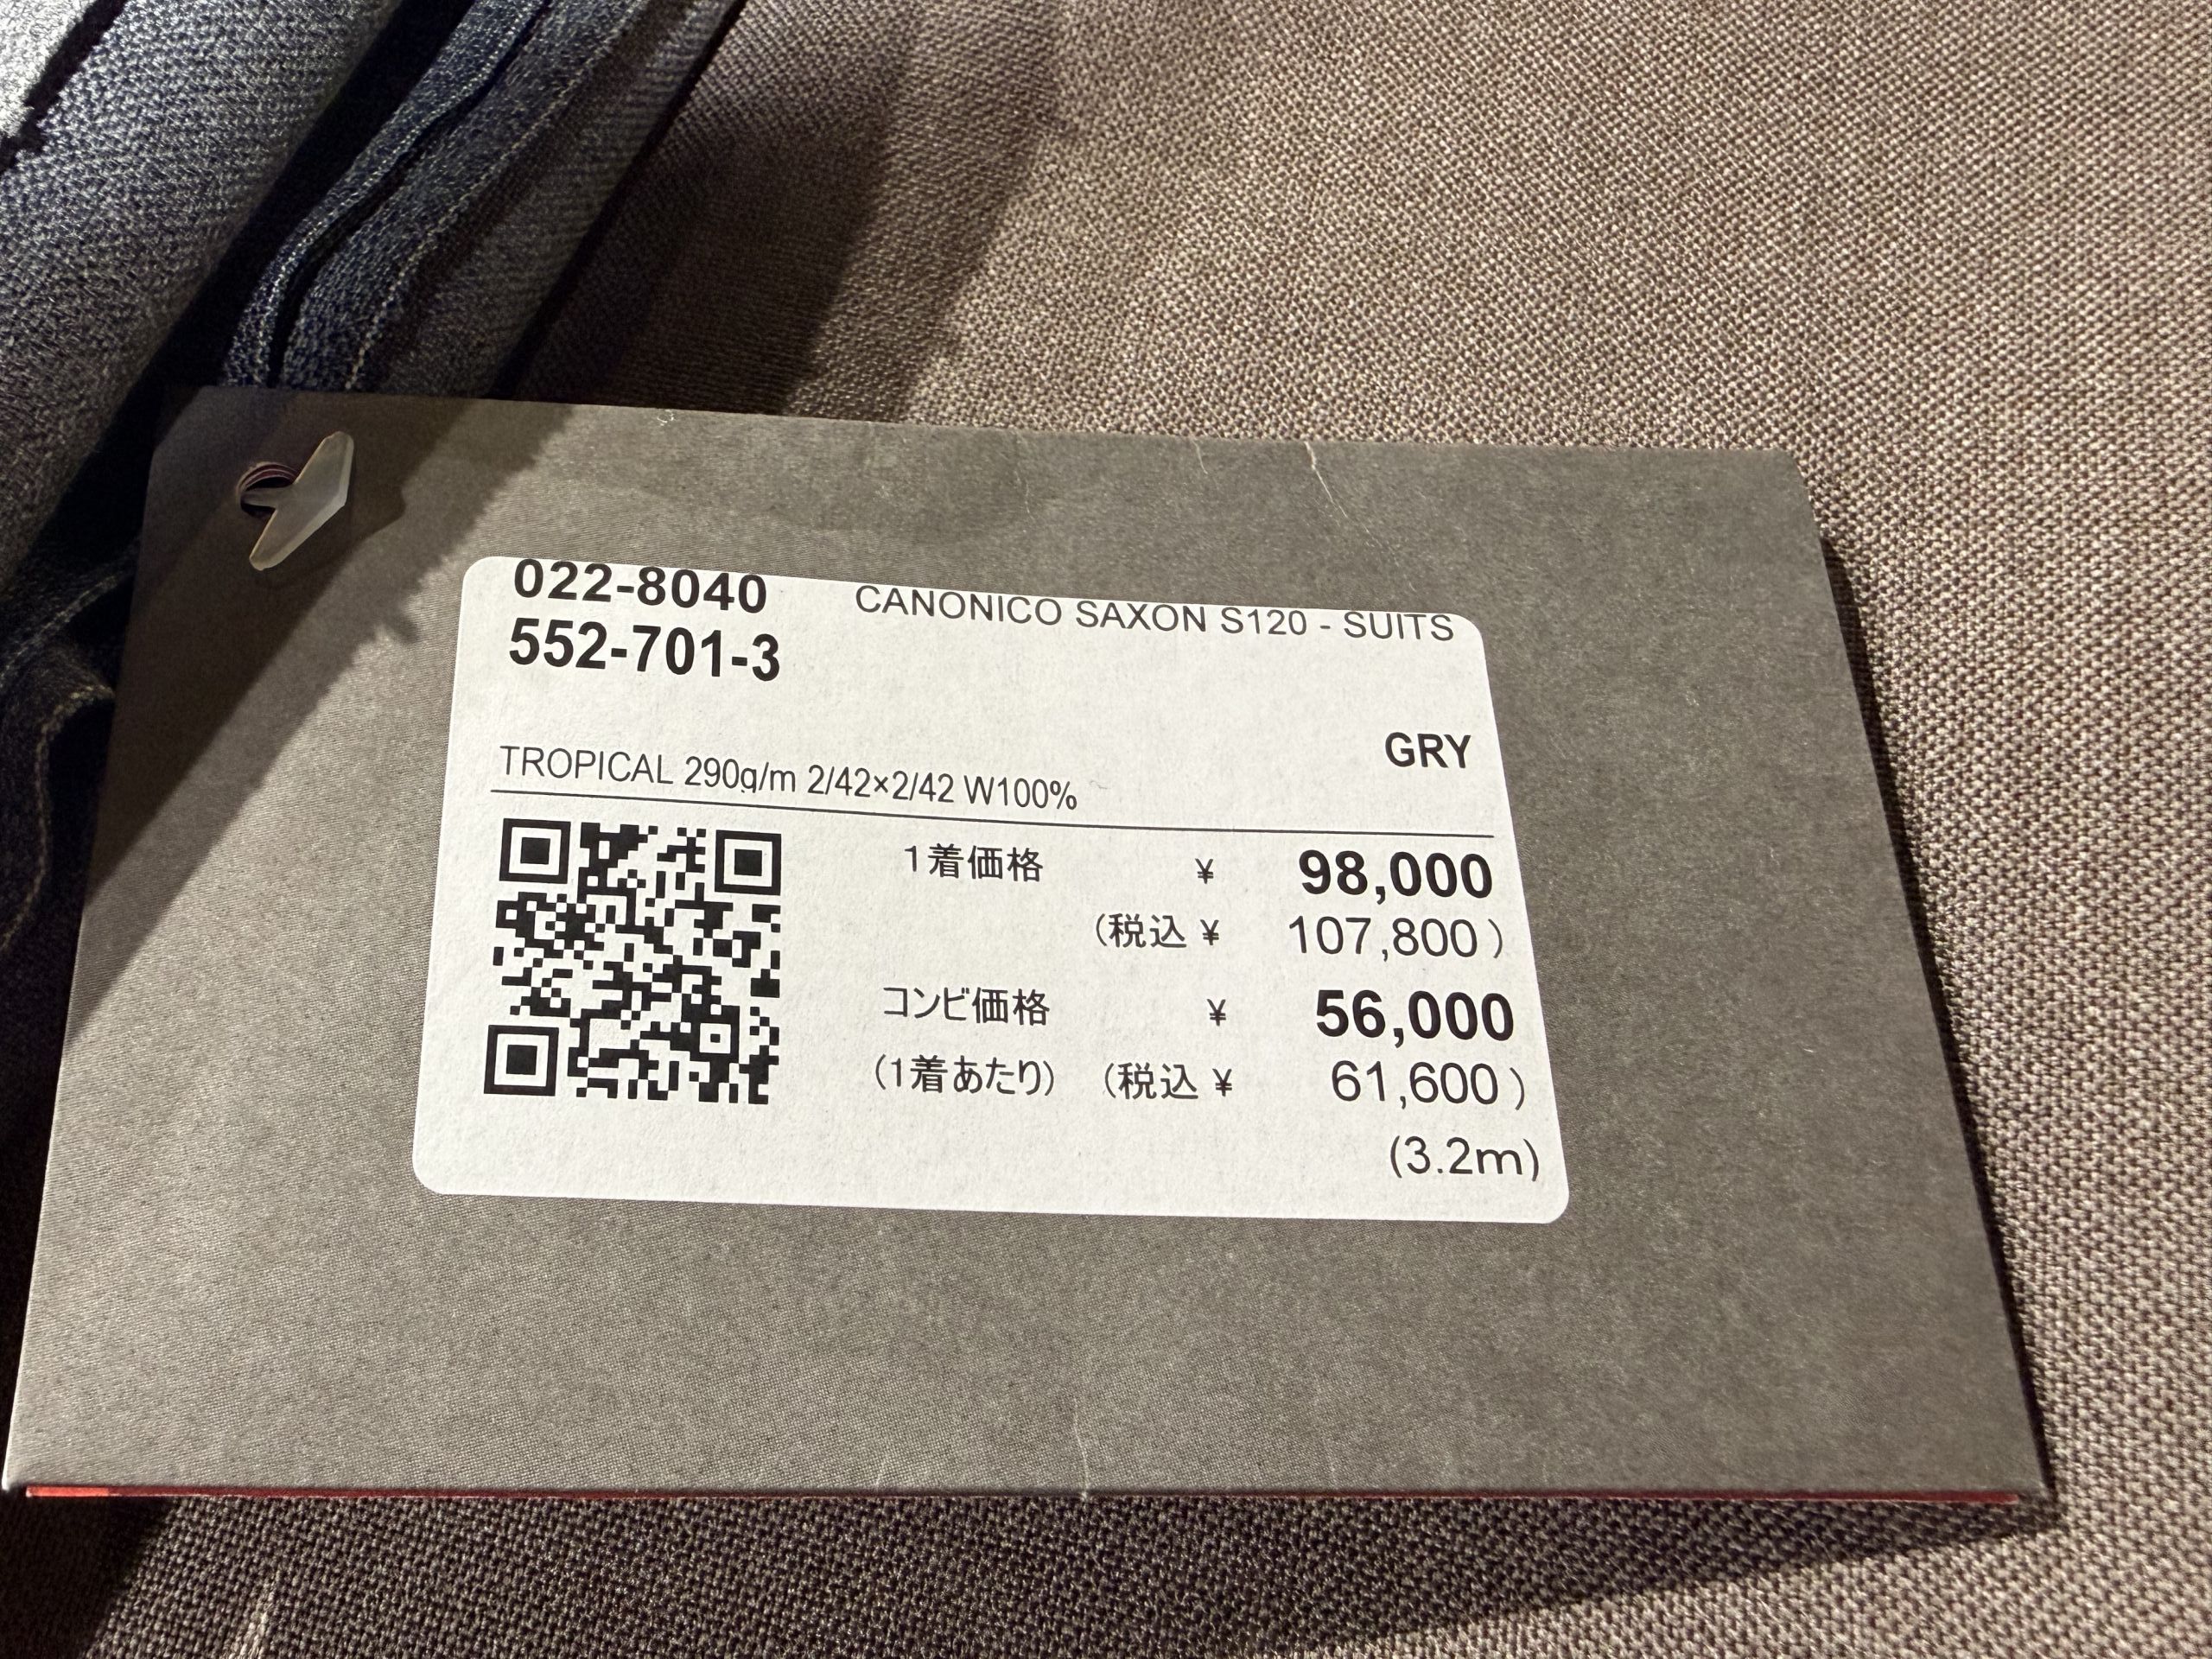 022-8040 CANONICO SAXON S120 - SUITS
552-701-3
GRY
TROPICAL 290g/m 2/42×2/42 W100%
1着価格 ¥ 98,000
(税込 ¥ 107,800)
コンビ価格 ¥ 56,000
(1着あたり) (税込 ¥ 61,600)
(3.2m)